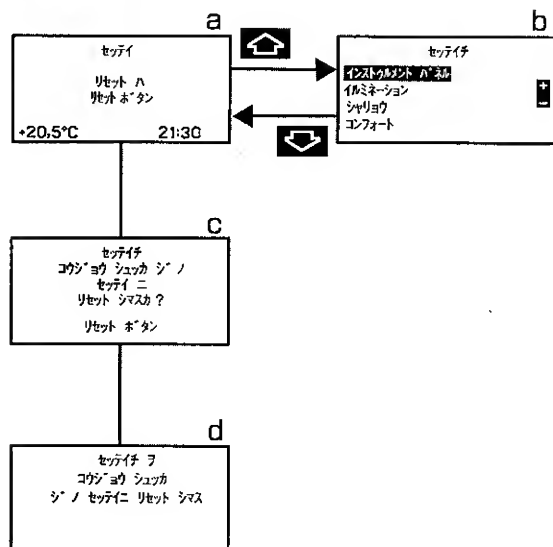 a
セッテイ
リセット ハ
リセット ボタン
+20,5°C 21:30
b
セッテイチ
インストゥルメント パネル
イルミネーション
シャリョウ
コンフォート
+
−
c
セッテイチ
コウジョウ シュッカ ジノ
セッテイ ニ
リセット シマスカ ?
リセット ボタン
d
セッテイチ ヲ
コウジョウ シュッカ
ジノ セッテイニ リセット シマス